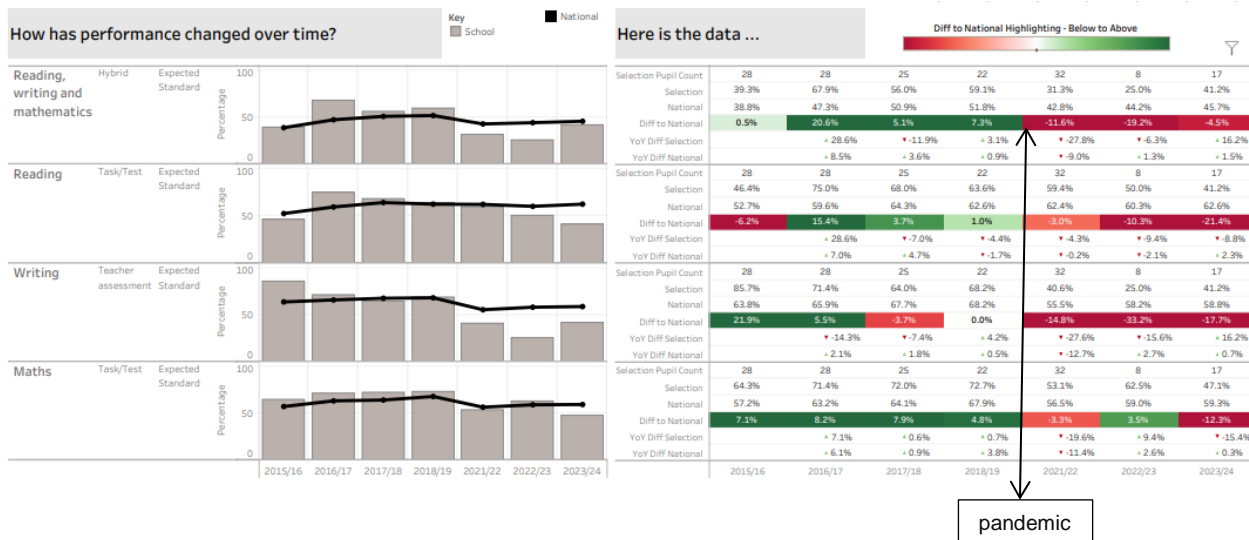 How has performance changed over time?
Key
School
National
Reading, writing and mathematics
Hybrid
Expected Standard
Percentage
100
50
0
Reading
Task/Test
Expected Standard
Percentage
100
50
0
Writing
Teacher assessment
Expected Standard
Percentage
100
50
0
Maths
Task/Test
Expected Standard
Percentage
100
50
0
2015/16 2016/17 2017/18 2018/19 2021/22 2022/23 2023/24
Here is the data ...
Diff to National Highlighting - Below to Above
Selection Pupil Count 28 28 25 22 32 8 17
Selection 39.3% 67.9% 56.0% 59.1% 31.3% 25.0% 41.2%
National 38.8% 47.3% 50.9% 51.8% 42.8% 44.2% 45.7%
Diff to National 0.5% 20.6% 5.1% 7.3% -11.6% -19.2% -4.5%
YoY Diff Selection ▲ 28.6% ▼ -11.9% ▲ 3.1% ▼ -27.8% ▼ -6.3% ▲ 16.2%
YoY Diff National ▲ 8.5% ▲ 3.6% ▲ 0.9% ▼ -9.0% ▲ 1.3% ▲ 1.5%
Selection Pupil Count 28 28 25 22 32 8 17
Selection 46.4% 75.0% 68.0% 63.6% 59.4% 50.0% 41.2%
National 52.7% 59.6% 64.3% 62.6% 62.4% 60.3% 62.6%
Diff to National -6.2% 15.4% 3.7% 1.0% -3.0% -10.3% -21.4%
YoY Diff Selection ▲ 28.6% ▼ -7.0% ▼ -4.4% ▼ -4.3% ▼ -9.4% ▼ -8.8%
YoY Diff National ▲ 7.0% ▲ 4.7% ▼ -1.7% ▼ -0.2% ▼ -2.1% ▲ 2.3%
Selection Pupil Count 28 28 25 22 32 8 17
Selection 85.7% 71.4% 64.0% 68.2% 40.6% 25.0% 41.2%
National 63.8% 65.9% 67.7% 68.2% 55.5% 58.2% 58.8%
Diff to National 21.9% 5.5% -3.7% 0.0% -14.8% -33.2% -17.7%
YoY Diff Selection ▼ -14.3% ▼ -7.4% ▲ 4.2% ▼ -27.6% ▼ -15.6% ▲ 16.2%
YoY Diff National ▲ 2.1% ▲ 1.8% ▲ 0.5% ▼ -12.7% ▲ 2.7% ▲ 0.7%
Selection Pupil Count 28 28 25 22 32 8 17
Selection 64.3% 71.4% 72.0% 72.7% 53.1% 62.5% 47.1%
National 57.2% 63.2% 64.1% 67.9% 56.5% 59.0% 59.3%
Diff to National 7.1% 8.2% 7.9% 4.8% -3.3% 3.5% -12.3%
YoY Diff Selection ▲ 7.1% ▲ 0.6% ▲ 0.7% ▼ -19.6% ▲ 9.4% ▼ -15.4%
YoY Diff National ▲ 6.1% ▲ 0.9% ▲ 3.8% ▼ -11.4% ▲ 2.6% ▲ 0.3%
2015/16 2016/17 2017/18 2018/19 2021/22 2022/23 2023/24
pandemic